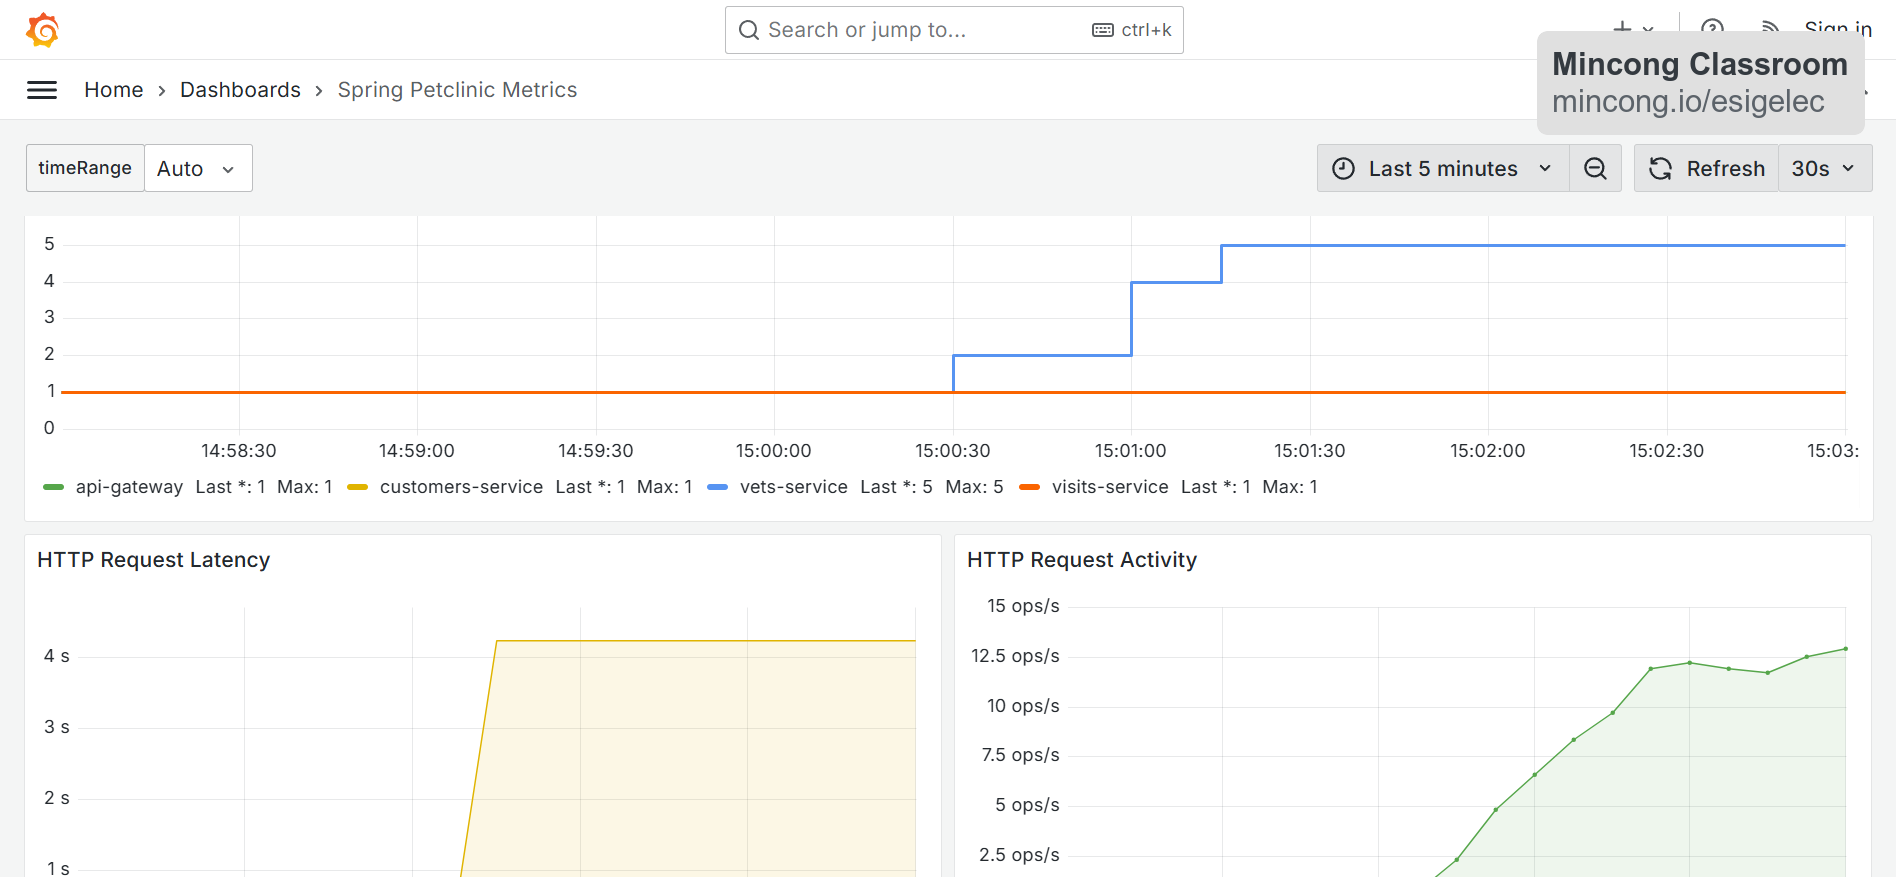 Search or jump to...
ctrl+k
Sign in
Mincong Classroom
mincong.io/esigelec
Home > Dashboards > Spring Petclinic Metrics
timeRange Auto
Last 5 minutes
Refresh 30s
5
4
3
2
1
0
14:58:30 14:59:00 14:59:30 15:00:00 15:00:30 15:01:00 15:01:30 15:02:00 15:02:30 15:03:
api-gateway Last *: 1 Max: 1 customers-service Last *: 1 Max: 1 vets-service Last *: 5 Max: 5 visits-service Last *: 1 Max: 1
HTTP Request Latency
4 s
3 s
2 s
1 s
HTTP Request Activity
15 ops/s
12.5 ops/s
10 ops/s
7.5 ops/s
5 ops/s
2.5 ops/s